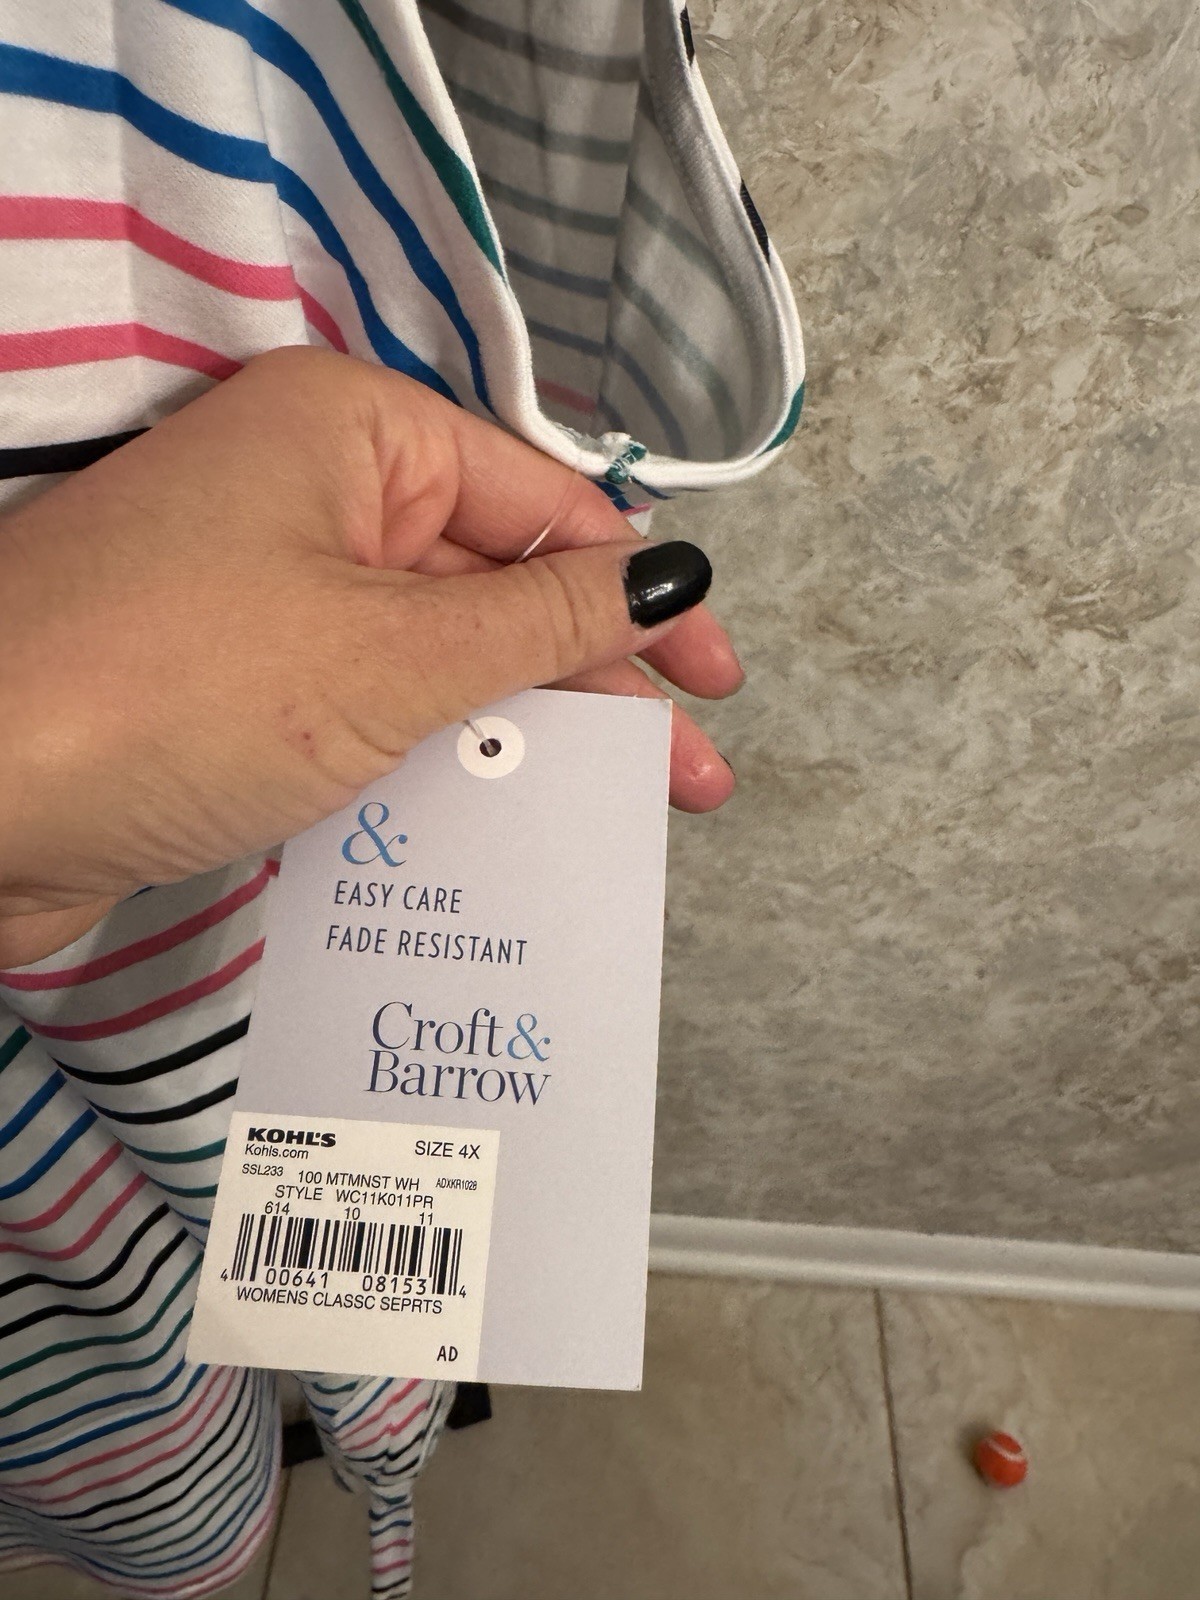 &
EASY CARE
FADE RESISTANT
Croft&
Barrow
KOHL'S
Kohls.com
SIZE 4X
SSL233 100 MTMNST WH ADXKR1028
STYLE WC11K011PR
614 10 11
4 00641 08153 4
WOMENS CLASSC SEPRTS
AD